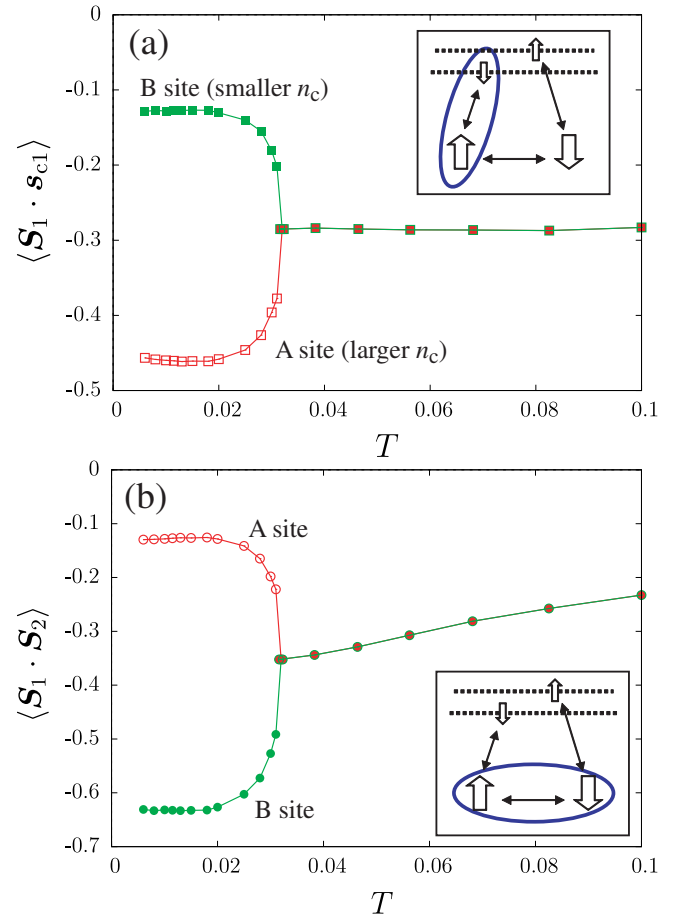 (a)
0
-0.1
-0.2
-0.3
-0.4
-0.5
⟨S₁ · s_c1⟩
B site (smaller n_c)
A site (larger n_c)
0 0.02 0.04 0.06 0.08 0.1
T
(b)
0
-0.1
-0.2
-0.3
-0.4
-0.5
-0.6
-0.7
⟨S₁ · S₂⟩
A site
B site
0 0.02 0.04 0.06 0.08 0.1
T